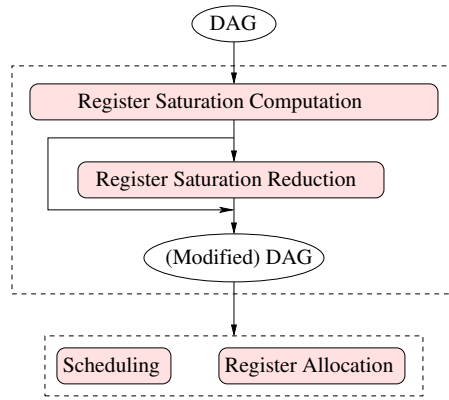 DAG
Register Saturation Computation
Register Saturation Reduction
(Modified) DAG
Scheduling
Register Allocation